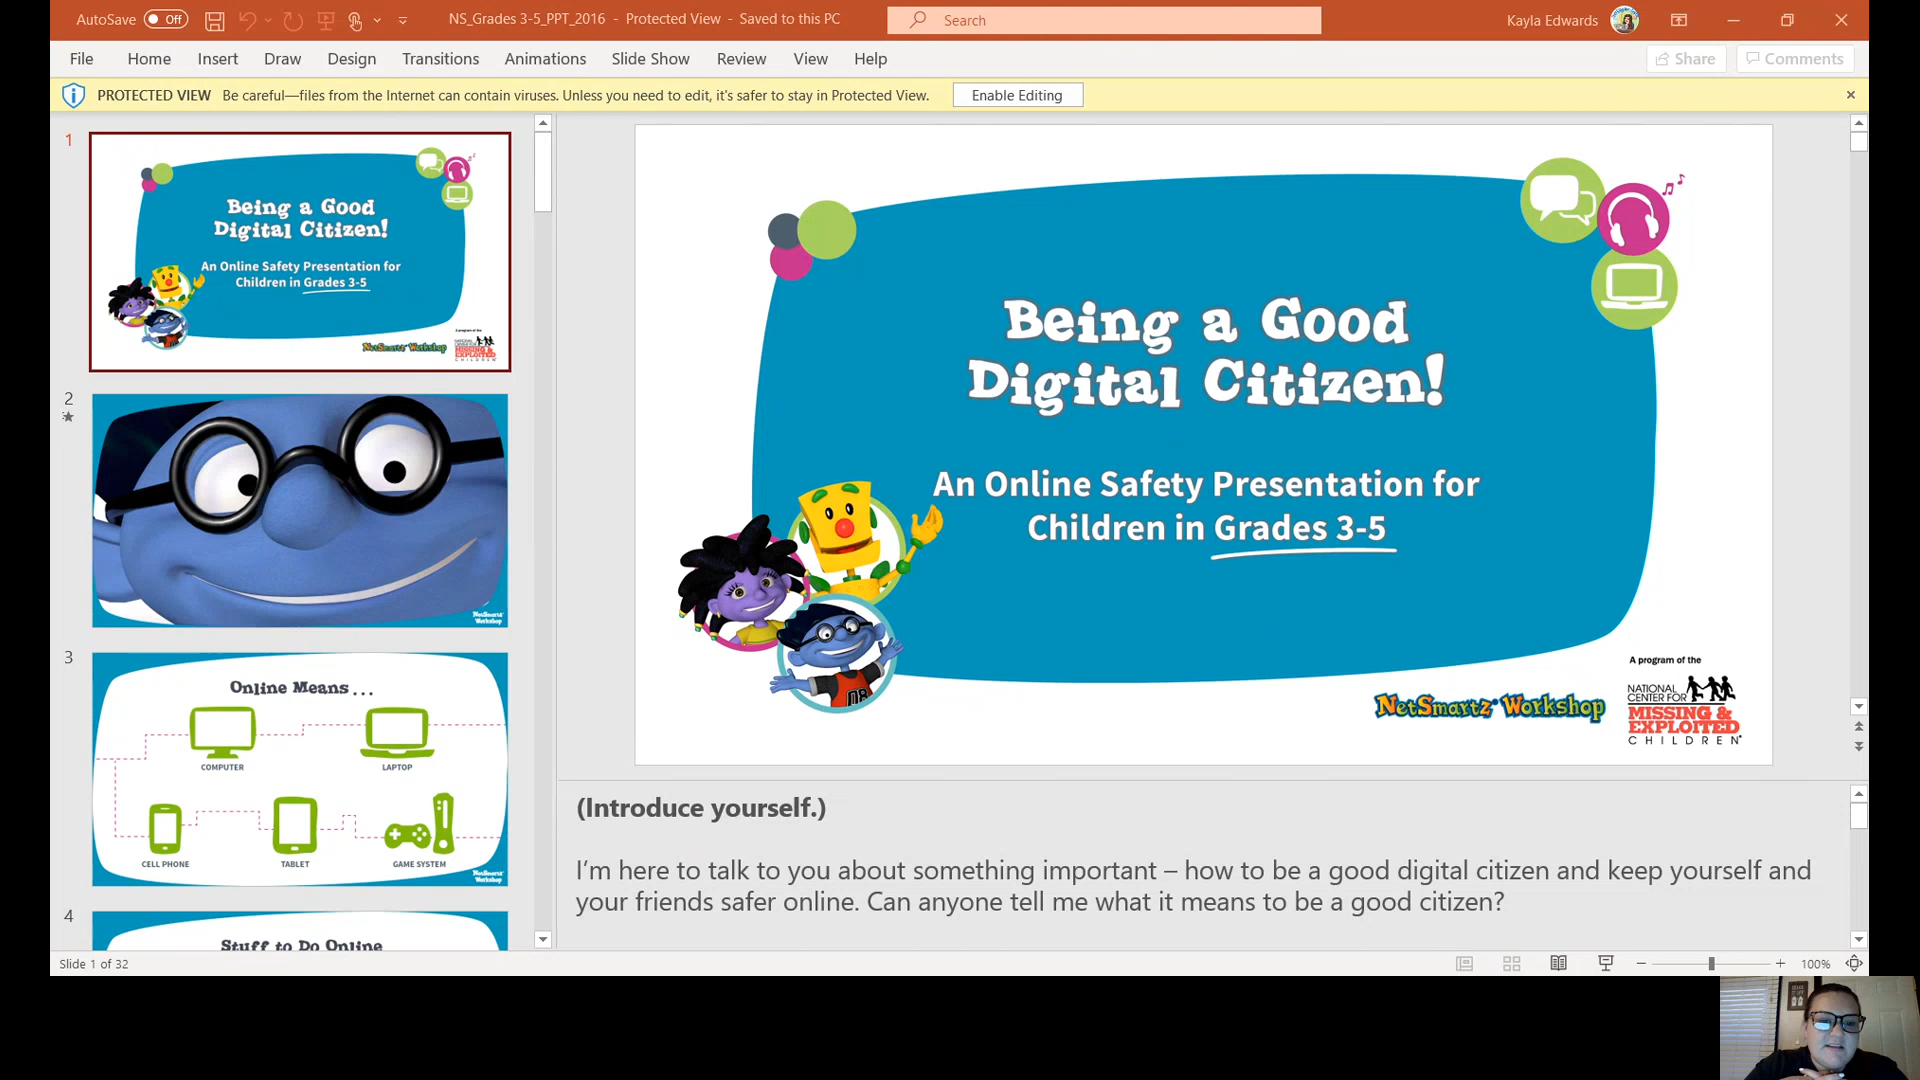 AutoSave Off NS_Grades 3-5_PPT_2016 - Protected View - Saved to this PC Search Kayla Edwards
File Home Insert Draw Design Transitions Animations Slide Show Review View Help Share Comments
PROTECTED VIEW Be careful—files from the Internet can contain viruses. Unless you need to edit, it's safer to stay in Protected View. Enable Editing
1
Being a Good
Digital Citizen!
An Online Safety Presentation for
Children in Grades 3-5
A program of the
NetSmartz Workshop
NATIONAL
CENTER FOR
MISSING &
EXPLOITED
CHILDREN
2
NetSmartz
Workshop
3
Online Means...
COMPUTER
LAPTOP
CELL PHONE
TABLET
GAME SYSTEM
NetSmartz
Workshop
4
Stuff to Do Online
Being a Good
Digital Citizen!
An Online Safety Presentation for
Children in Grades 3-5
08
A program of the
NetSmartz Workshop
NATIONAL
CENTER FOR
MISSING &
EXPLOITED
CHILDREN
(Introduce yourself.)
I'm here to talk to you about something important – how to be a good digital citizen and keep yourself and
your friends safer online. Can anyone tell me what it means to be a good citizen?
Slide 1 of 32
100%